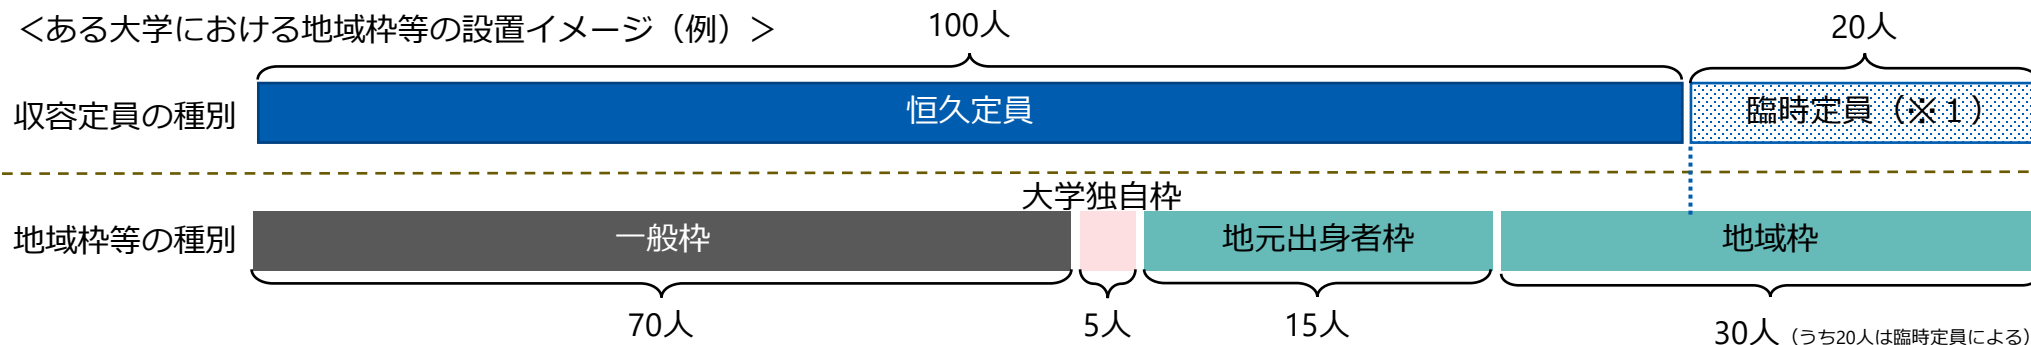 ＜ある大学における地域枠等の設置イメージ（例）＞
100人
20人
収容定員の種別
恒久定員
臨時定員（※１）
大学独自枠
地域枠等の種別
一般枠
地元出身者枠
地域枠
70人
5人
15人
30人（うち20人は臨時定員による）